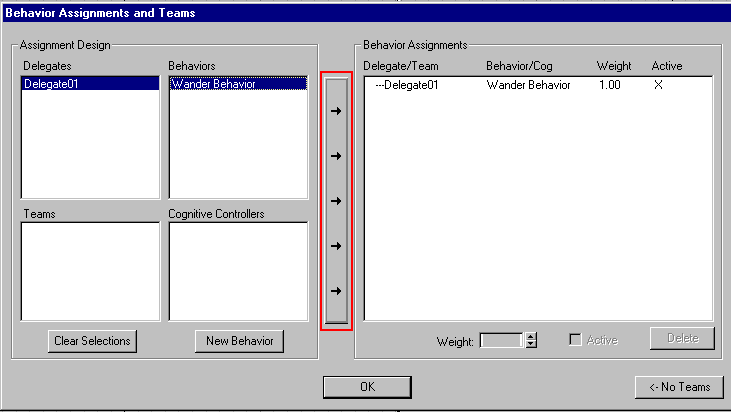 Behavior Assignments and Teams
Assignment Design
Delegates
Behaviors
Delegate01
Wander Behavior
Teams
Cognitive Controllers
Clear Selections
New Behavior
Behavior Assignments
Delegate/Team Behavior/Cog Weight Active
---Delegate01 Wander Behavior 1.00 X
Weight:
Active
Delete
OK
<- No Teams